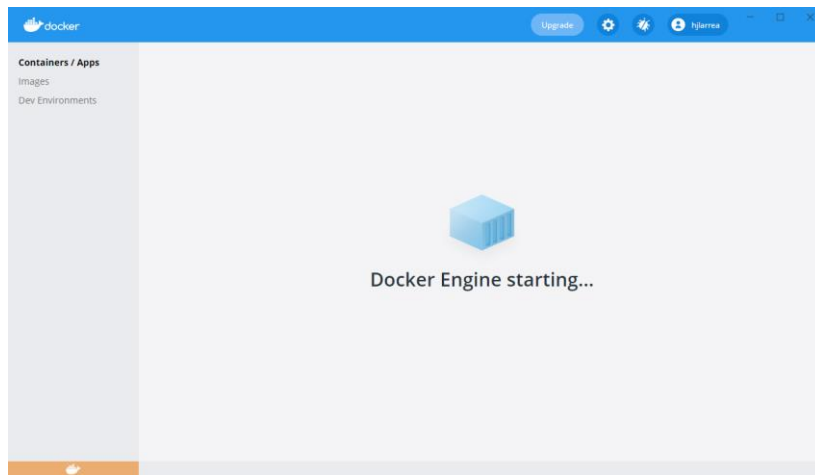 docker
Upgrade
hjlarrea
Containers / Apps
Images
Dev Environments
Docker Engine starting...